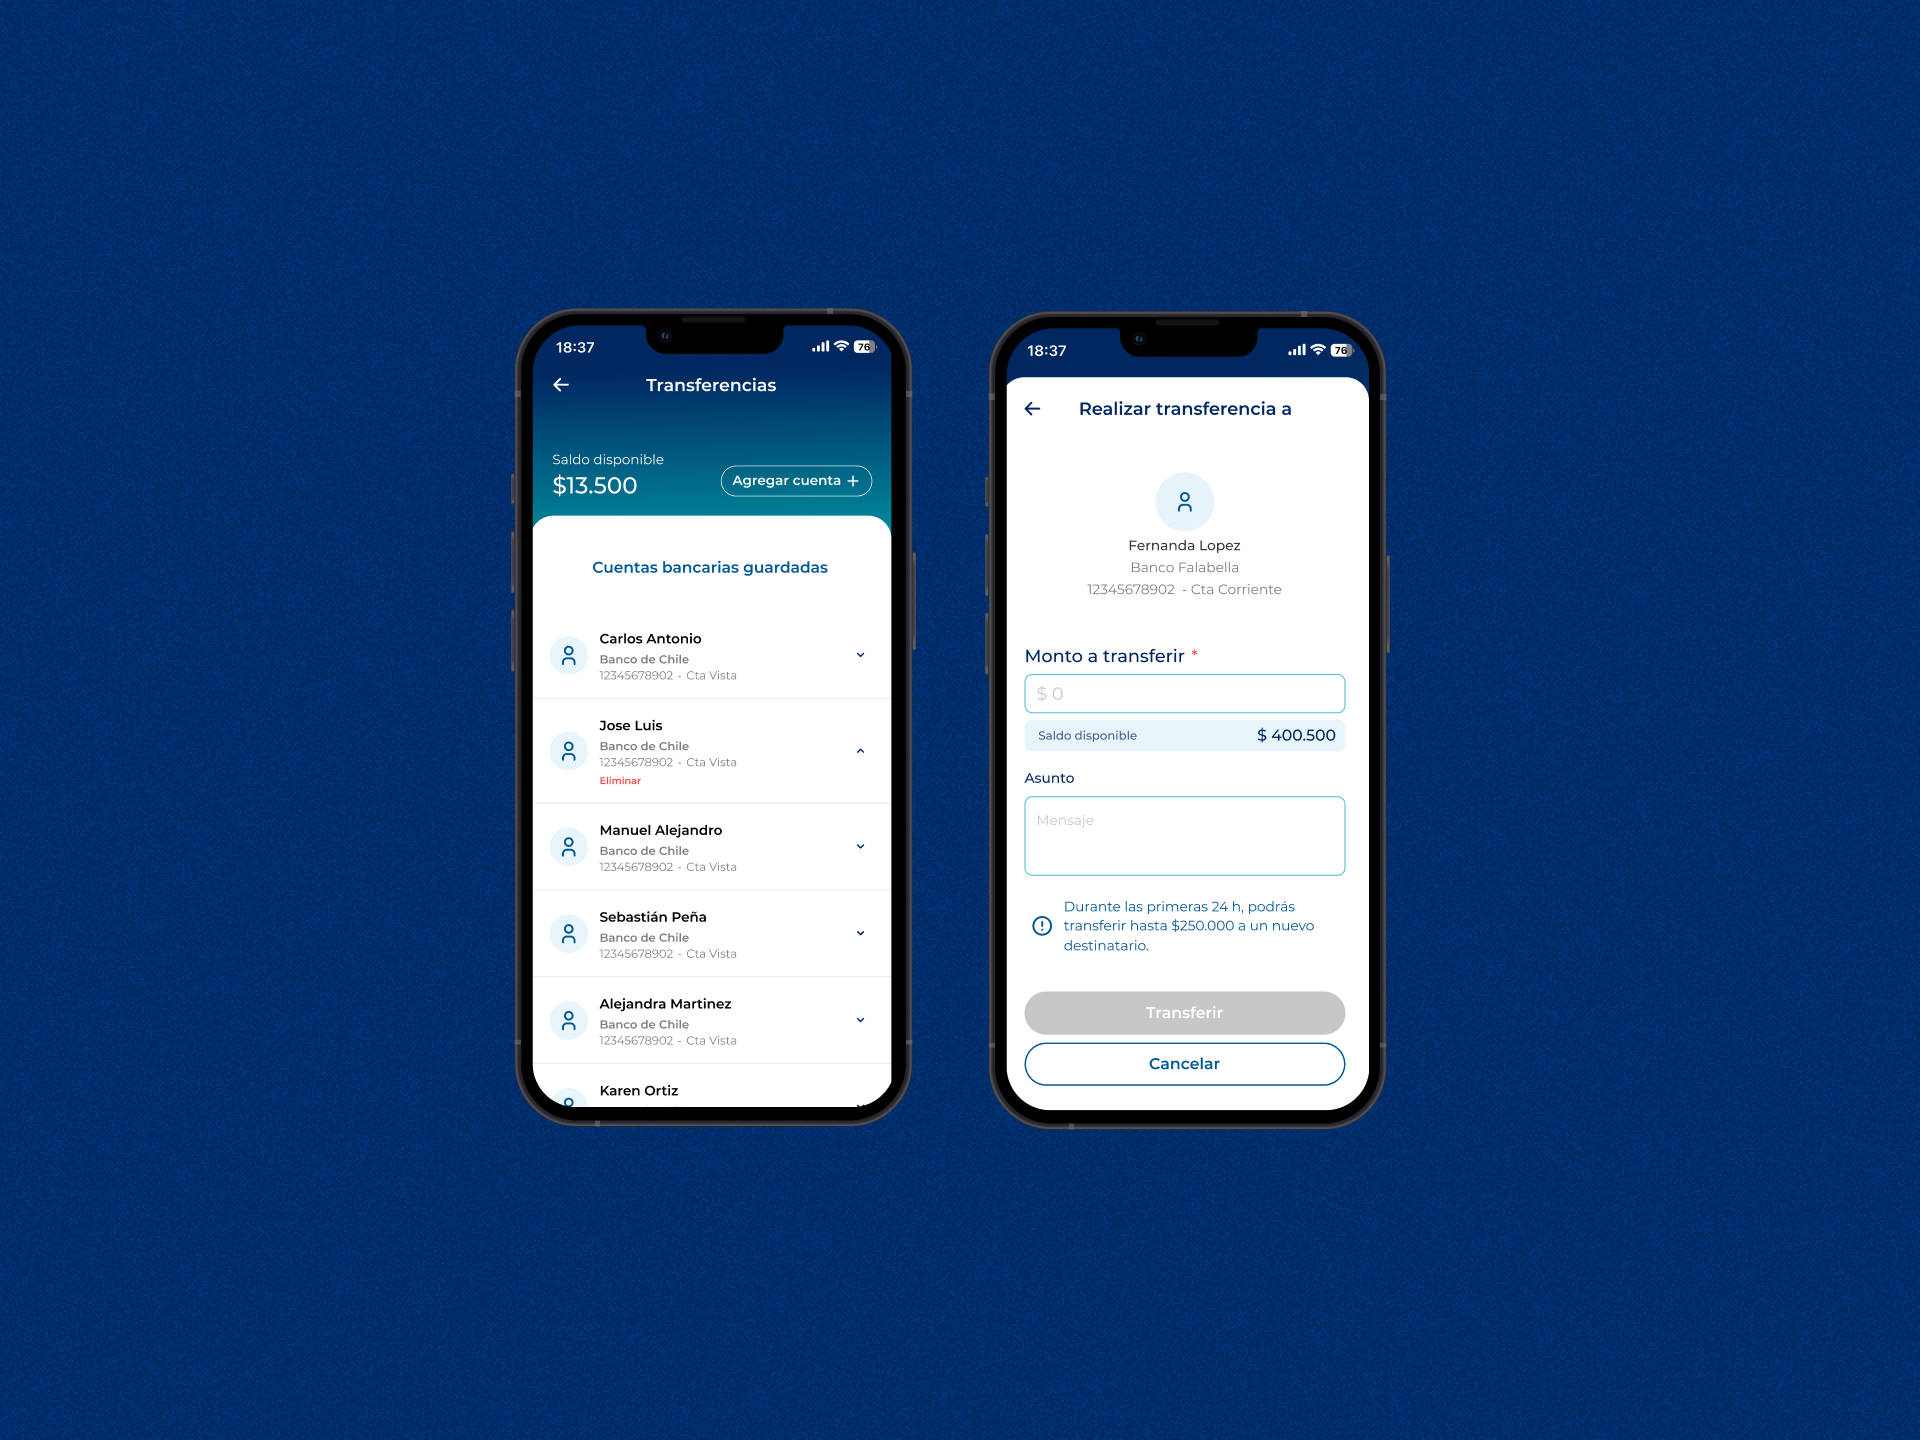 18:37
76
Transferencias
Saldo disponible
$13.500
Agregar cuenta +
Cuentas bancarias guardadas
Carlos Antonio
Banco de Chile
12345678902 - Cta Vista
Jose Luis
Banco de Chile
12345678902 - Cta Vista
Eliminar
Manuel Alejandro
Banco de Chile
12345678902 - Cta Vista
Sebastián Peña
Banco de Chile
12345678902 - Cta Vista
Alejandra Martinez
Banco de Chile
12345678902 - Cta Vista
Karen Ortiz
18:37
76
Realizar transferencia a
Fernanda Lopez
Banco Falabella
12345678902 - Cta Corriente
Monto a transferir *
$ 0
Saldo disponible $ 400.500
Asunto
Mensaje
Durante las primeras 24 h, podrás
transferir hasta $250.000 a un nuevo
destinatario.
Transferir
Cancelar